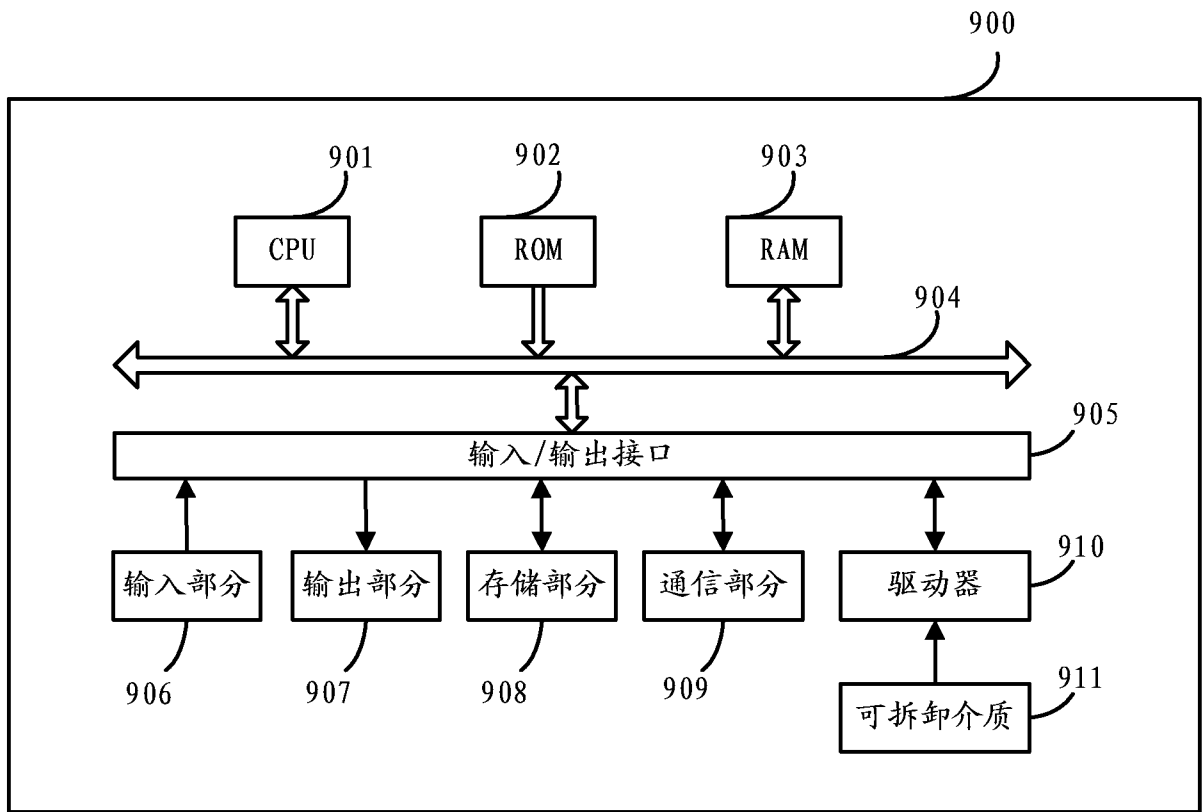 900
901
902
903
CPU
ROM
RAM
904
905
输入/输出接口
输入部分
输出部分
存储部分
通信部分
驱动器
910
906
907
908
909
911
可拆卸介质